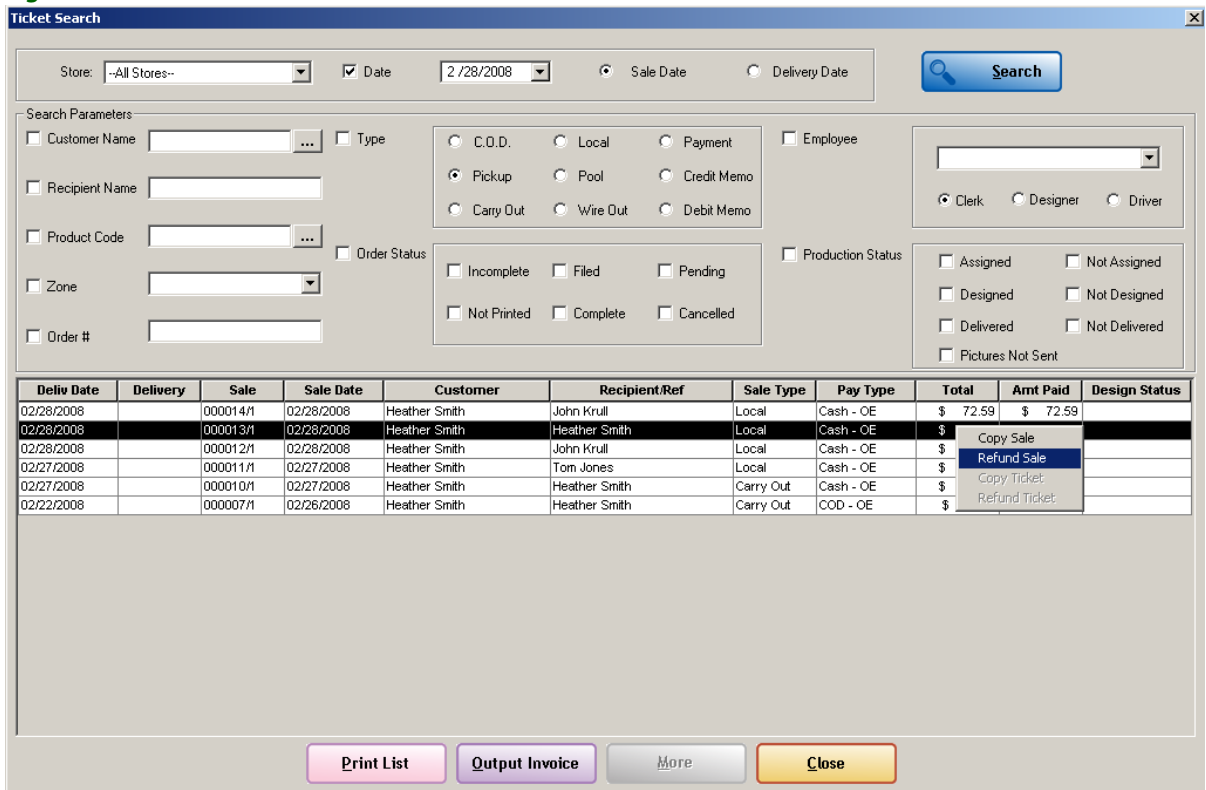 Ticket Search
Store: --All Stores-- Date 2 /28/2008 Sale Date Delivery Date Search
Search Parameters
Customer Name ... Type C.O.D. Local Payment Employee
Pickup Pool Credit Memo
Recipient Name
Carry Out Wire Out Debit Memo Clerk Designer Driver
Product Code ...
Order Status Production Status
Incomplete Filed Pending Assigned Not Assigned
Zone
Designed Not Designed
Not Printed Complete Cancelled
Order # Delivered Not Delivered
Pictures Not Sent
Deliv Date Delivery Sale Sale Date Customer Recipient/Ref Sale Type Pay Type Total Amt Paid Design Status
02/28/2008 000014/1 02/28/2008 Heather Smith John Krull Local Cash - OE $ 72.59 $ 72.59
02/28/2008 000013/1 02/28/2008 Heather Smith Heather Smith Local Cash - OE $
Copy Sale
02/28/2008 000012/1 02/28/2008 Heather Smith John Krull Local Cash - OE $
Refund Sale
02/27/2008 000011/1 02/27/2008 Heather Smith Tom Jones Local Cash - OE $
Copy Ticket
02/27/2008 000010/1 02/27/2008 Heather Smith Heather Smith Carry Out Cash - OE $
Refund Ticket
02/22/2008 000007/1 02/26/2008 Heather Smith Heather Smith Carry Out COD - OE $
Print List Output Invoice More Close